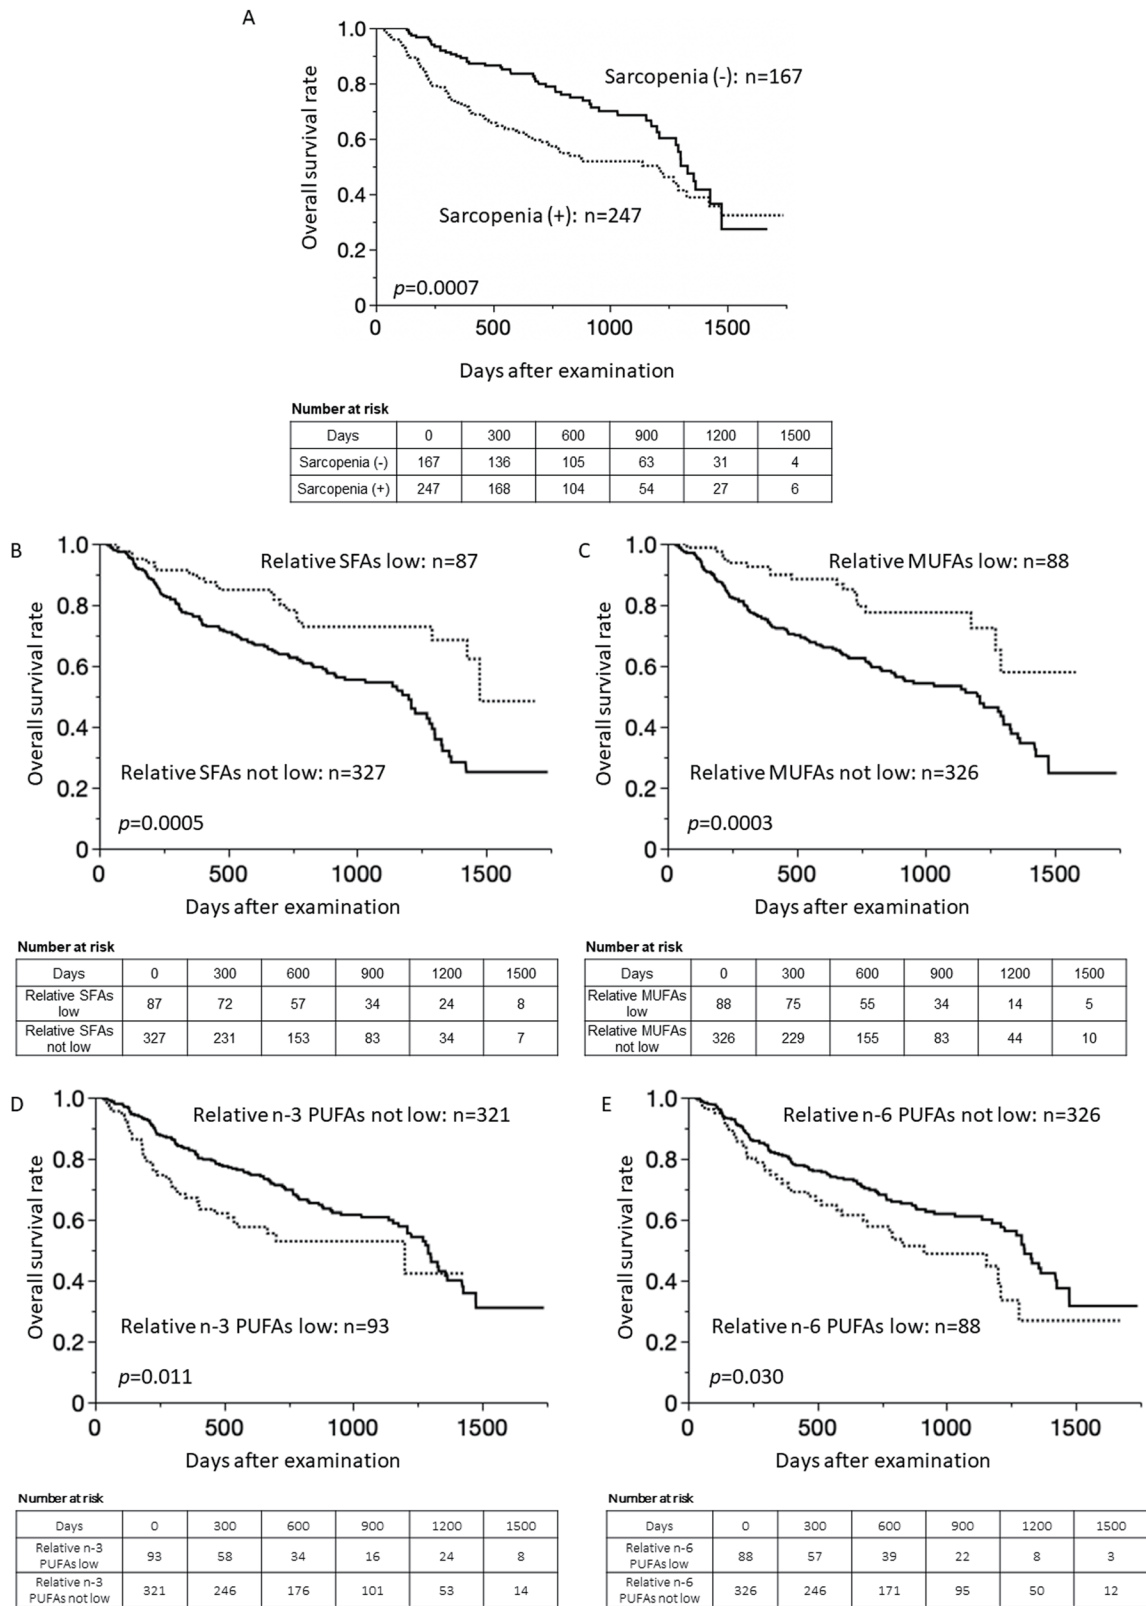 A
1.0
0.8
0.6
0.4
0.2
0
Overall survival rate
Sarcopenia (-): n=167
Sarcopenia (+): n=247
p=0.0007
0 500 1000 1500
Days after examination
Number at risk
Days 0 300 600 900 1200 1500
Sarcopenia (-) 167 136 105 63 31 4
Sarcopenia (+) 247 168 104 54 27 6
B
1.0
0.8
0.6
0.4
0.2
0
Overall survival rate
Relative SFAs low: n=87
Relative SFAs not low: n=327
p=0.0005
0 500 1000 1500
Days after examination
Number at risk
Days 0 300 600 900 1200 1500
Relative SFAs
low 87 72 57 34 24 8
Relative SFAs
not low 327 231 153 83 34 7
C
1.0
0.8
0.6
0.4
0.2
0
Overall survival rate
Relative MUFAs low: n=88
Relative MUFAs not low: n=326
p=0.0003
0 500 1000 1500
Days after examination
Number at risk
Days 0 300 600 900 1200 1500
Relative MUFAs
low 88 75 55 34 14 5
Relative MUFAs
not low 326 229 155 83 44 10
D
1.0
0.8
0.6
0.4
0.2
0
Overall survival rate
Relative n-3 PUFAs not low: n=321
Relative n-3 PUFAs low: n=93
p=0.011
0 500 1000 1500
Days after examination
Number at risk
Days 0 300 600 900 1200 1500
Relative n-3
PUFAs low 93 58 34 16 24 8
Relative n-3
PUFAs not low 321 246 176 101 53 14
E
1.0
0.8
0.6
0.4
0.2
0
Overall survival rate
Relative n-6 PUFAs not low: n=326
Relative n-6 PUFAs low: n=88
p=0.030
0 500 1000 1500
Days after examination
Number at risk
Days 0 300 600 900 1200 1500
Relative n-6
PUFAs low 88 57 39 22 8 3
Relative n-6
PUFAs not low 326 246 171 95 50 12